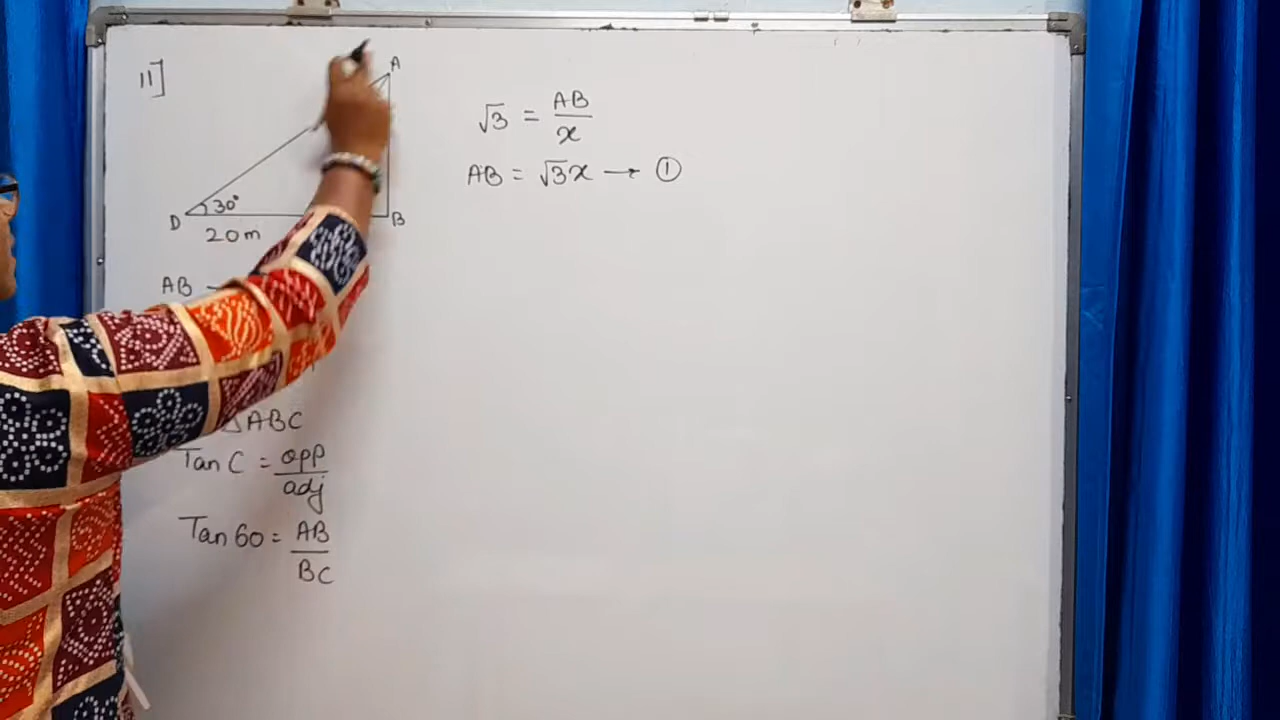 11]
A
30°
D
B
20m
AB
ABC
Tan C = opp/adj
Tan 60 = AB/BC
√3 = AB/x
AB = √3x → ①